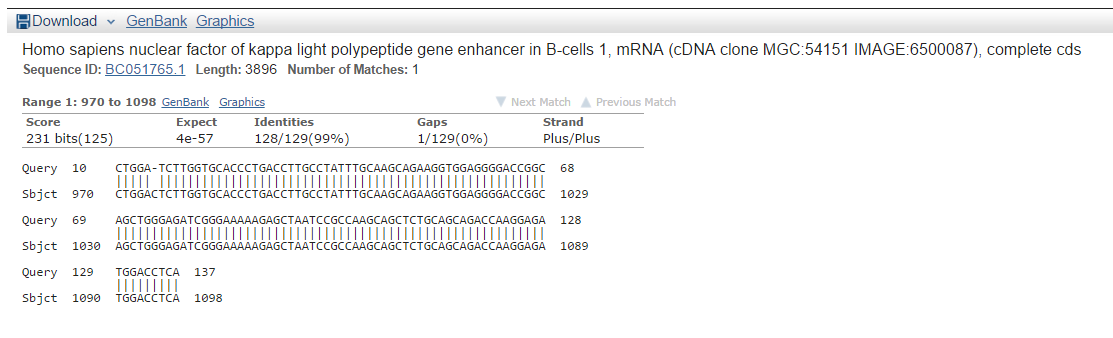 Download GenBank Graphics
Homo sapiens nuclear factor of kappa light polypeptide gene enhancer in B-cells 1, mRNA (cDNA clone MGC:54151 IMAGE:6500087), complete cds
Sequence ID: BC051765.1 Length: 3896 Number of Matches: 1
Range 1: 970 to 1098 GenBank Graphics Next Match Previous Match
Score Expect Identities Gaps Strand
231 bits(125) 4e-57 128/129(99%) 1/129(0%) Plus/Plus
Query 10 CTGGA-TCTTGGTGCACCCTGACCTTGCCTATTTGCAAGCAGAAGGTGGAGGGGACCGGC 68
Sbjct 970 CTGGACTCTTGGTGCACCCTGACCTTGCCTATTTGCAAGCAGAAGGTGGAGGGGACCGGC 1029
Query 69 AGCTGGGAGATCGGGAAAAAGAGCTAATCCGCCAAGCAGCTCTGCAGCAGACCAAGGAGA 128
Sbjct 1030 AGCTGGGAGATCGGGAAAAAGAGCTAATCCGCCAAGCAGCTCTGCAGCAGACCAAGGAGA 1089
Query 129 TGGACCTCA 137
Sbjct 1090 TGGACCTCA 1098